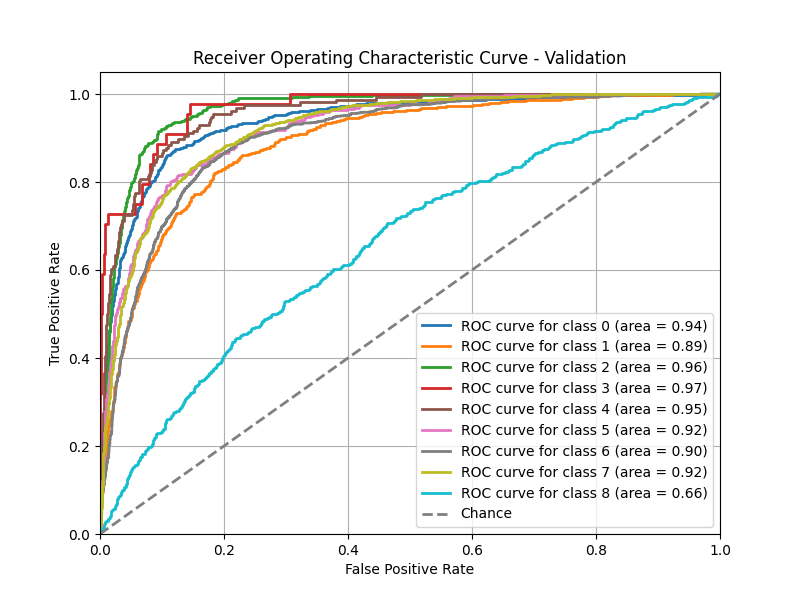 Receiver Operating Characteristic Curve - Validation
True Positive Rate
1.0
0.8
0.6
0.4
0.2
0.0
0.0 0.2 0.4 0.6 0.8 1.0
False Positive Rate
ROC curve for class 0 (area = 0.94)
ROC curve for class 1 (area = 0.89)
ROC curve for class 2 (area = 0.96)
ROC curve for class 3 (area = 0.97)
ROC curve for class 4 (area = 0.95)
ROC curve for class 5 (area = 0.92)
ROC curve for class 6 (area = 0.90)
ROC curve for class 7 (area = 0.92)
ROC curve for class 8 (area = 0.66)
Chance